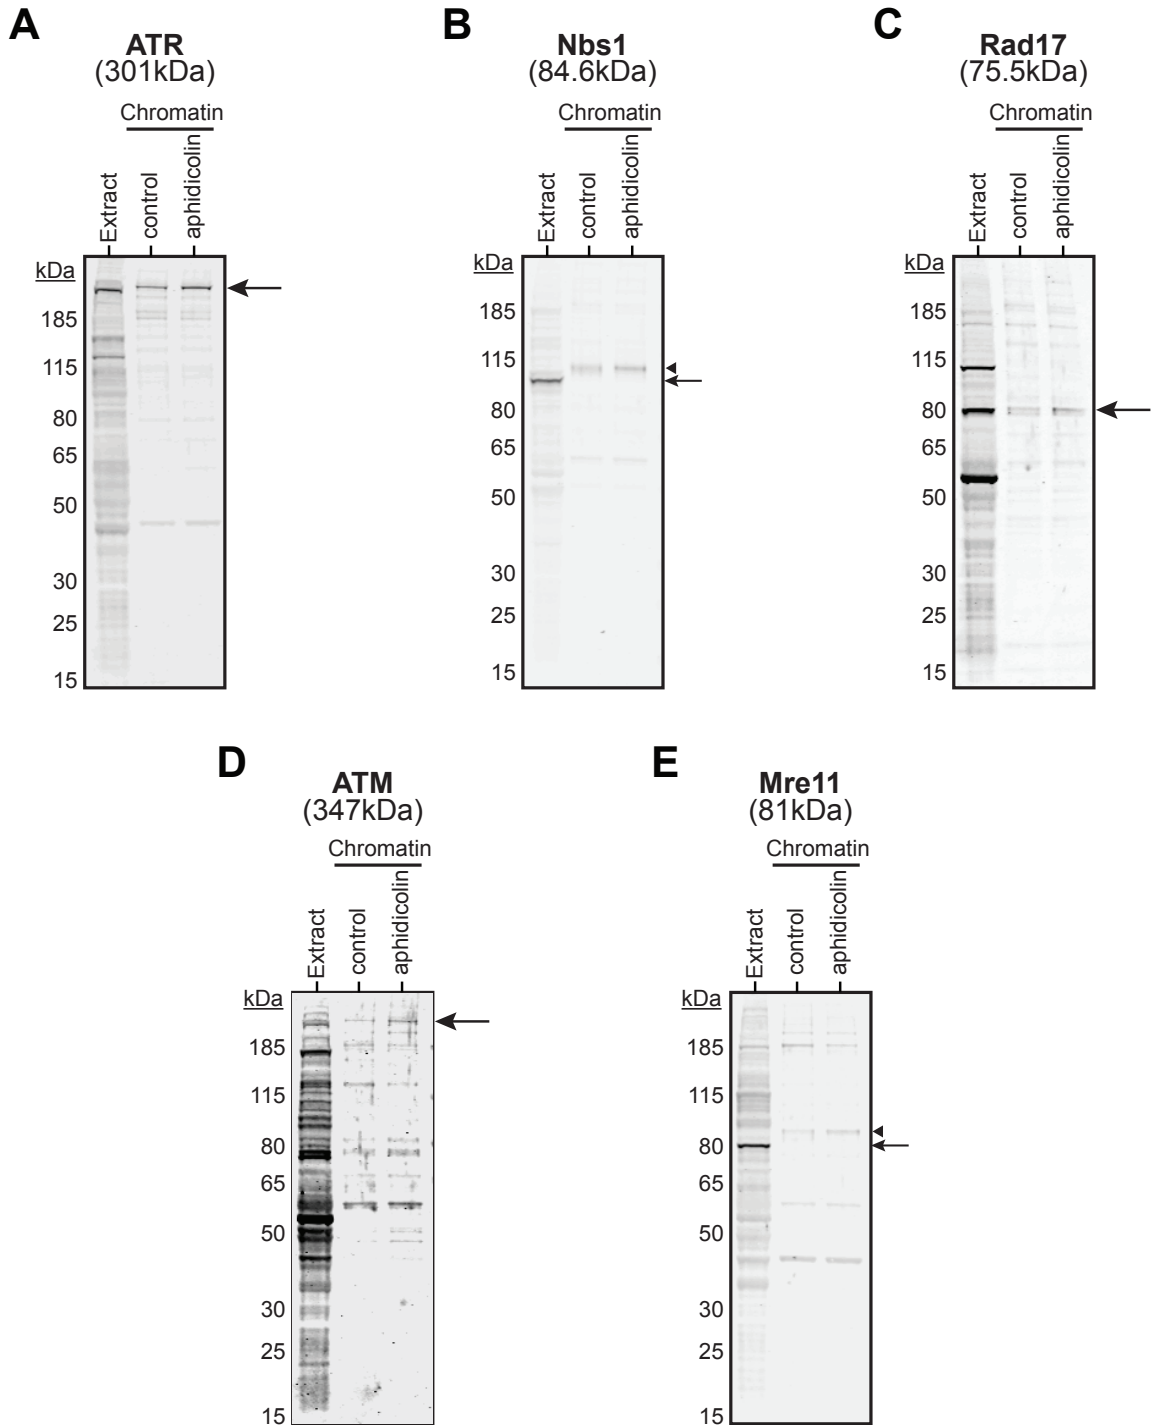 A
ATR
(301kDa)
Chromatin
Extract
control
aphidicolin
kDa
185
115
80
65
50
30
25
15
B
Nbs1
(84.6kDa)
Chromatin
Extract
control
aphidicolin
kDa
185
115
80
65
50
30
25
15
C
Rad17
(75.5kDa)
Chromatin
Extract
control
aphidicolin
kDa
185
115
80
65
50
30
25
15
D
ATM
(347kDa)
Chromatin
Extract
control
aphidicolin
kDa
185
115
80
65
50
30
25
15
E
Mre11
(81kDa)
Chromatin
Extract
control
aphidicolin
kDa
185
115
80
65
50
30
25
15